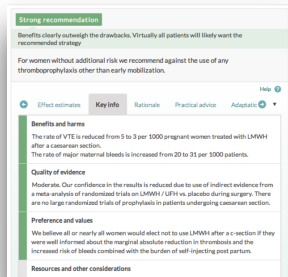 Strong recommendation
Benefits clearly outweigh the drawbacks. Virtually all patients will likely want the
recommended strategy
For women without additional risk we recommend against the use of any
thromboprophylaxis other than early mobilization.
Help
Effect estimates Key info Rationale Practical advice Adaptatic
Benefits and harms
The rate of VTE is reduced from 5 to 3 per 1000 pregnant women treated with LMWH
after caesarean section.
The rate of major maternal bleeds is increased from 20 to 31 per 1000 patients.
Quality of evidence
Moderate. Our confidence in the results is reduced due to use of indirect evidence from
a meta-analysis of randomized trials on LMWH / UFH vs. placebo during surgery. There
are no large randomized trials of prophylaxis in patients undergoing caesarean section.
Preference and values
We believe all or nearly all women would elect not to use LMWH after a c-section if they
were well informed about the marginal absolute reduction in thrombosis and the
increased risk of bleeds combined with the burden of self-injecting post partum.
Resources and other considerations